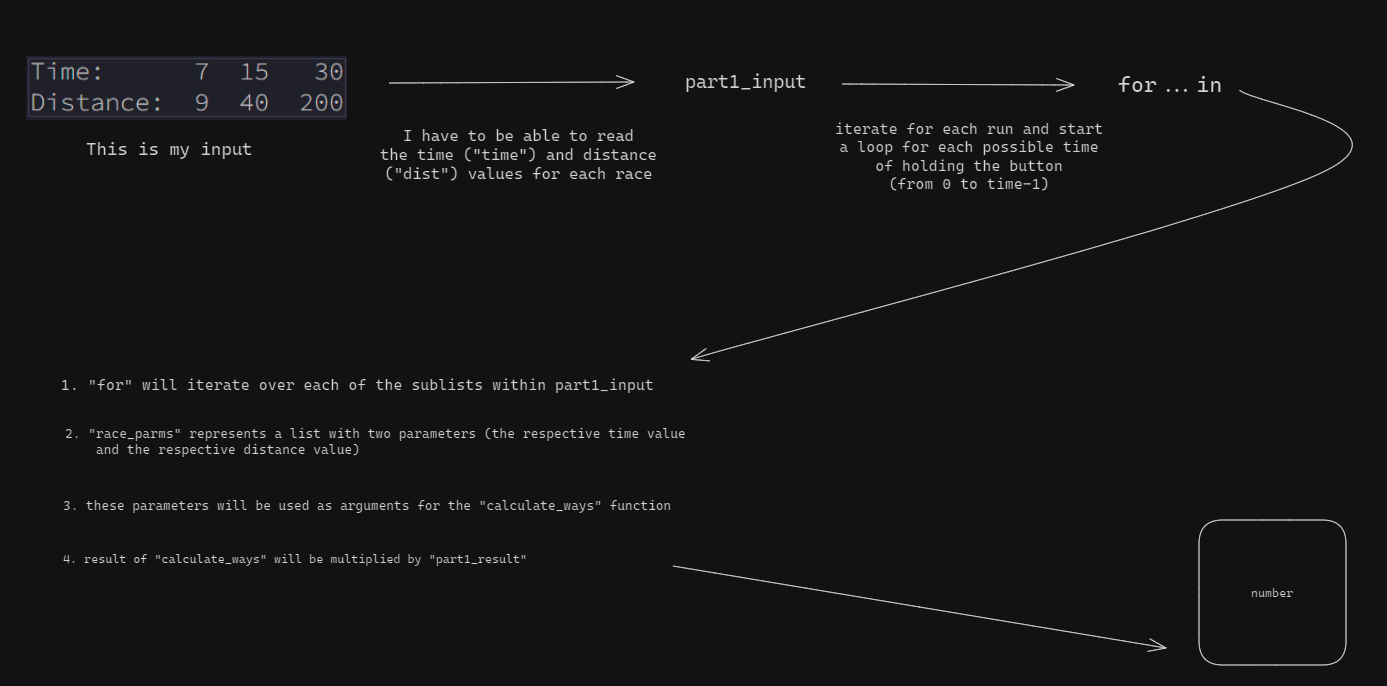 Time: 7 15 30
Distance: 9 40 200
This is my input
part1_input
for...in
I have to be able to read
the time ("time") and distance
("dist") values for each race
iterate for each run and start
a loop for each possible time
of holding the button
(from 0 to time-1)
1. "for" will iterate over each of the sublists within part1_input
2. "race_parms" represents a list with two parameters (the respective time value
and the respective distance value)
3. these parameters will be used as arguments for the "calculate_ways" function
4. result of "calculate_ways" will be multiplied by "part1_result"
number